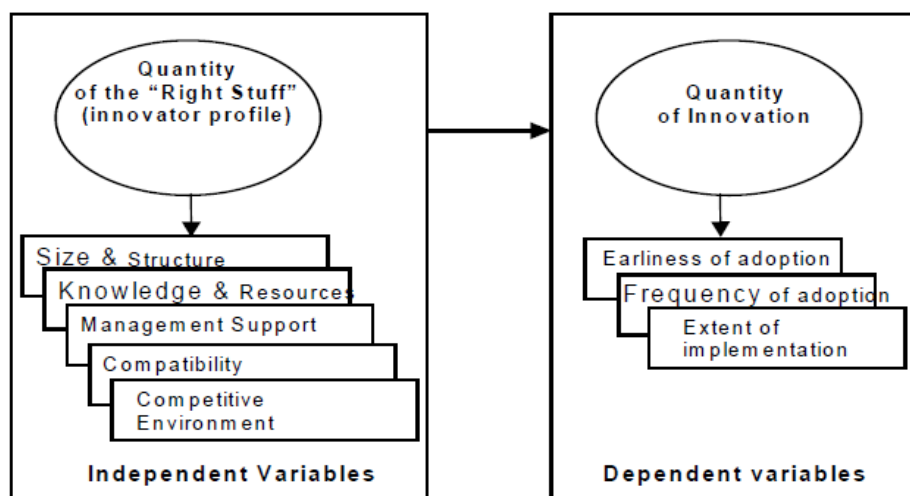 Quantity
of the “Right Stuff”
(innovator profile)
Size & Structure
Knowledge & Resources
Management Support
Compatibility
Competitive
Environment
Independent Variables
Quantity
of Innovation
Earliness of adoption
Frequency of adoption
Extent of
implementation
Dependent variables